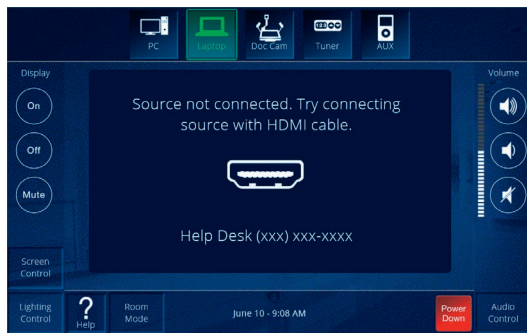 PC
Laptop
Doc Cam
Tuner
AUX
Display
Volume
On
Off
Mute
Source not connected. Try connecting
source with HDMI cable.
Help Desk (xxx) xxx-xxxx
Screen
Control
Lighting
Control
?
Help
Room
Mode
June 10 - 9:08 AM
Power
Down
Audio
Control